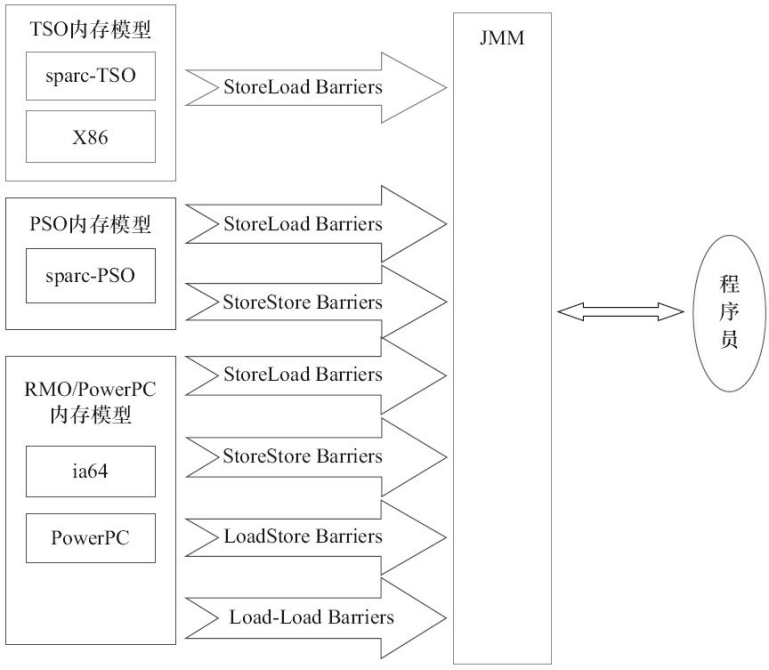 TSO内存模型
sparc-TSO
X86
StoreLoad Barriers
PSO内存模型
sparc-PSO
StoreLoad Barriers
StoreStore Barriers
RMO/PowerPC
内存模型
ia64
PowerPC
StoreLoad Barriers
StoreStore Barriers
LoadStore Barriers
Load-Load Barriers
JMM
程
序
员